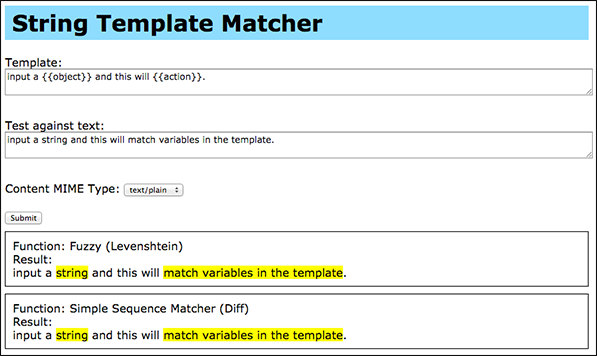 String Template Matcher
Template:
input a {{object}} and this will {{action}}.
Test against text:
input a string and this will match variables in the template.
Content MIME Type: text/plain
Submit
Function: Fuzzy (Levenshtein)
Result:
input a string and this will match variables in the template.
Function: Simple Sequence Matcher (Diff)
Result:
input a string and this will match variables in the template.